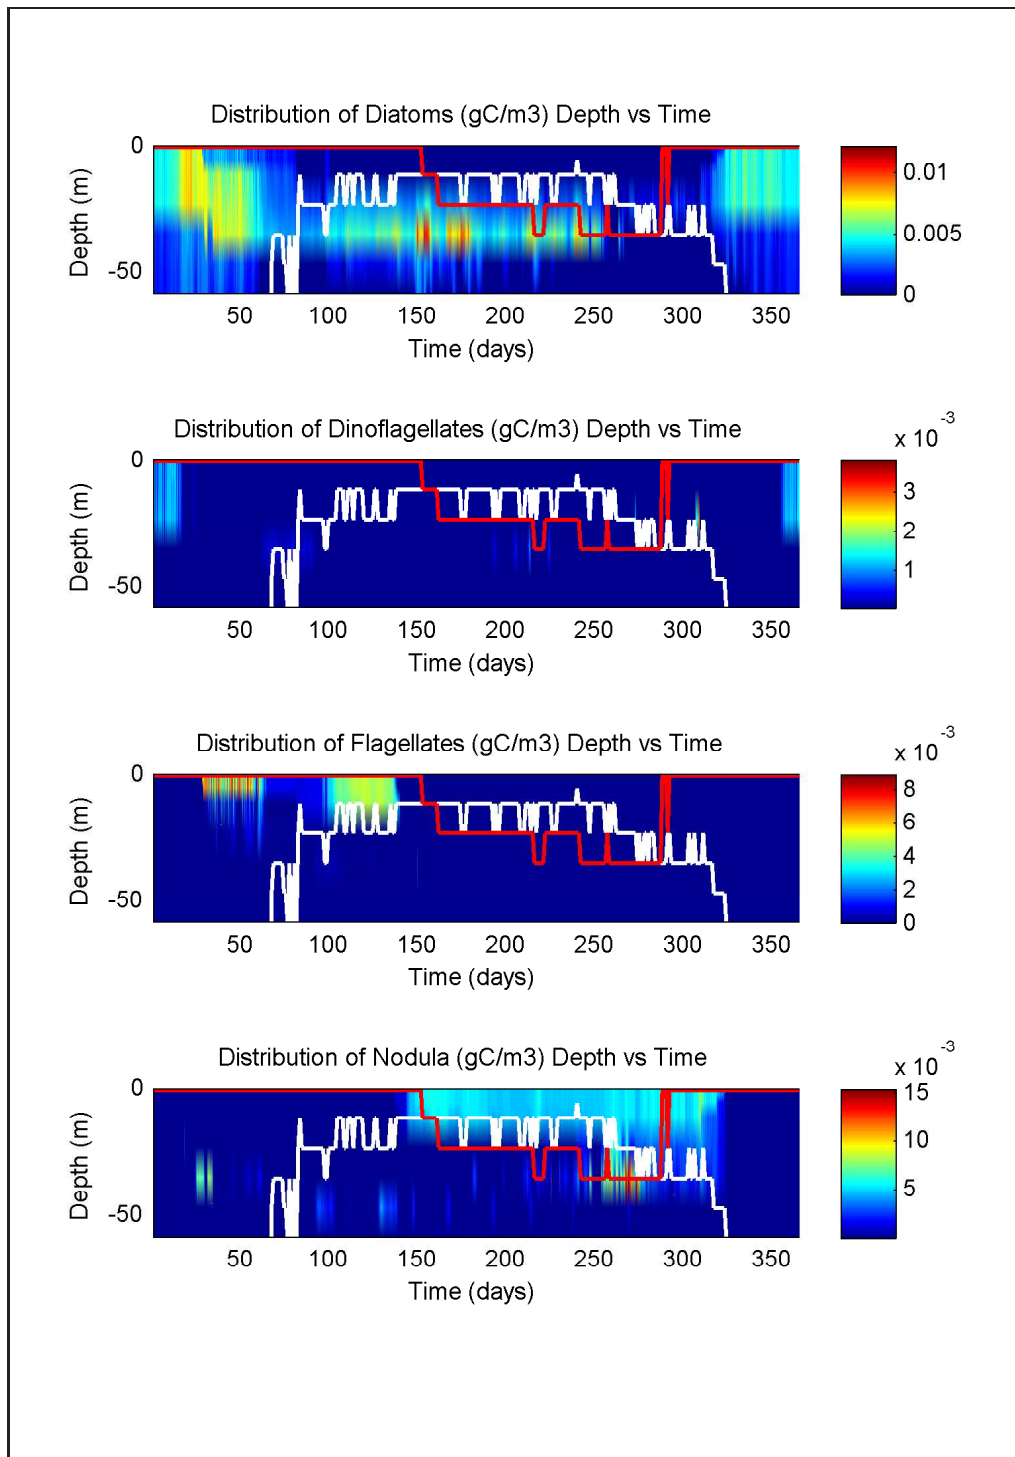 Distribution of Diatoms (gC/m3) Depth vs Time
0
-50
Depth (m)
50 100 150 200 250 300 350
Time (days)
0.01
0.005
0
Distribution of Dinoflagellates (gC/m3) Depth vs Time
x 10^-3
0
-50
Depth (m)
50 100 150 200 250 300 350
Time (days)
3
2
1
Distribution of Flagellates (gC/m3) Depth vs Time
x 10^-3
0
-50
Depth (m)
50 100 150 200 250 300 350
Time (days)
8
6
4
2
0
Distribution of Nodula (gC/m3) Depth vs Time
x 10^-3
0
-50
Depth (m)
50 100 150 200 250 300 350
Time (days)
15
10
5